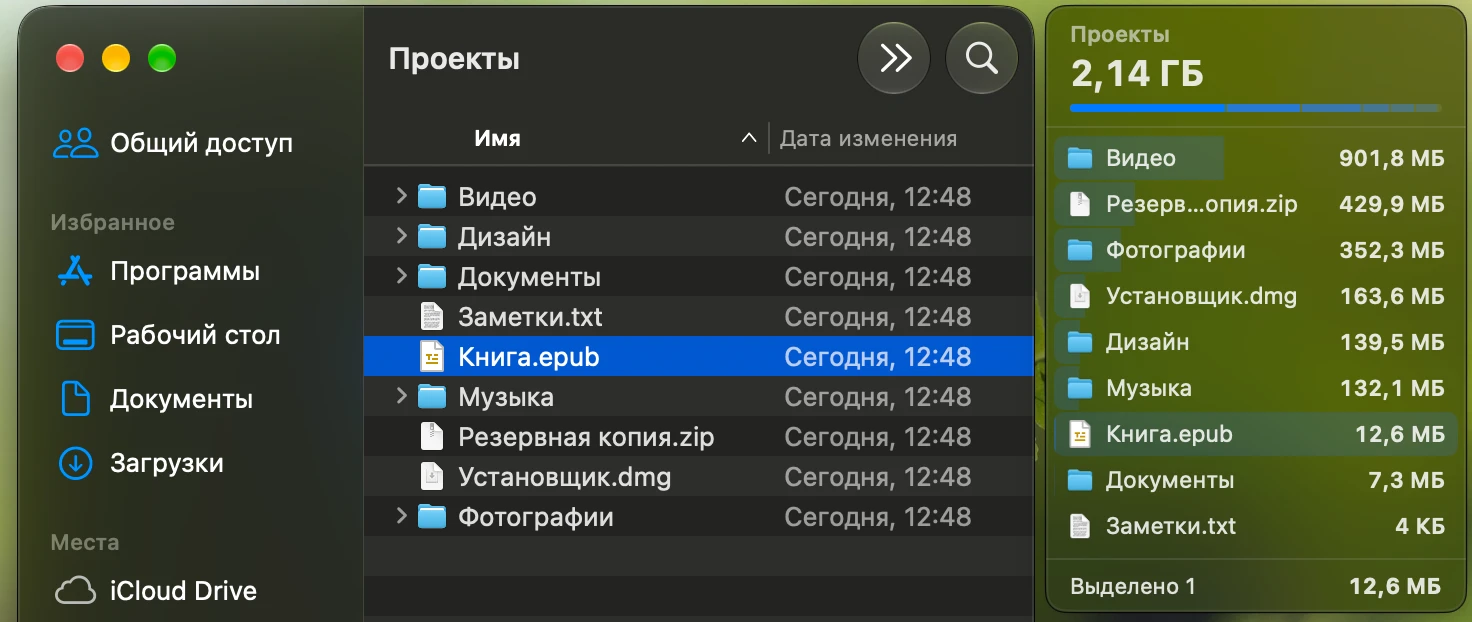 Общий доступ
Избранное
Программы
Рабочий стол
Документы
Загрузки
Места
iCloud Drive
Проекты
Имя Дата изменения
Видео Сегодня, 12:48
Дизайн Сегодня, 12:48
Документы Сегодня, 12:48
Заметки.txt Сегодня, 12:48
Книга.epub Сегодня, 12:48
Музыка Сегодня, 12:48
Резервная копия.zip Сегодня, 12:48
Установщик.dmg Сегодня, 12:48
Фотографии Сегодня, 12:48
Проекты
2,14 ГБ
Видео 901,8 МБ
Резерв...опия.zip 429,9 МБ
Фотографии 352,3 МБ
Установщик.dmg 163,6 МБ
Дизайн 139,5 МБ
Музыка 132,1 МБ
Книга.epub 12,6 МБ
Документы 7,3 МБ
Заметки.txt 4 КБ
Выделено 1 12,6 МБ